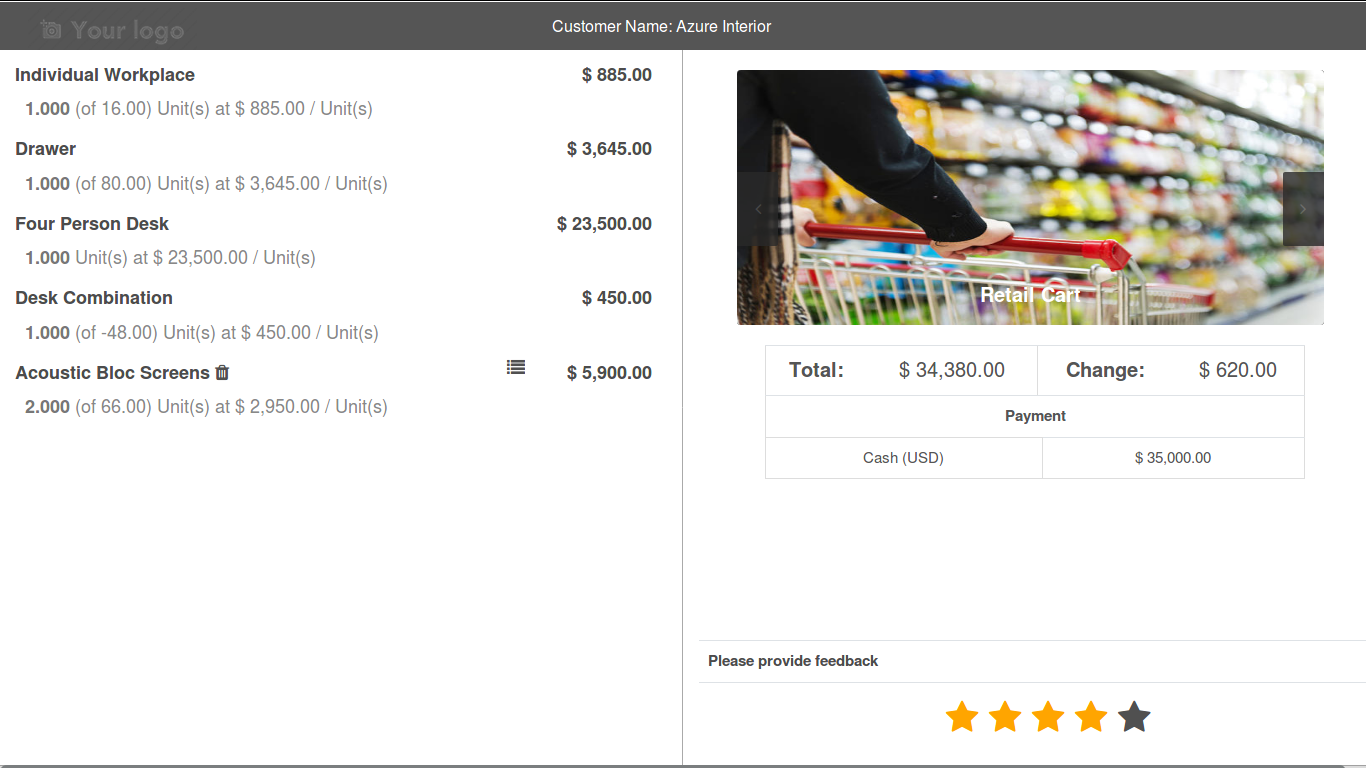 Your logo
Customer Name: Azure Interior
Individual Workplace $ 885.00
1.000 (of 16.00) Unit(s) at $ 885.00 / Unit(s)
Drawer $ 3,645.00
1.000 (of 80.00) Unit(s) at $ 3,645.00 / Unit(s)
Four Person Desk $ 23,500.00
1.000 Unit(s) at $ 23,500.00 / Unit(s)
Desk Combination $ 450.00
1.000 (of -48.00) Unit(s) at $ 450.00 / Unit(s)
Acoustic Bloc Screens $ 5,900.00
2.000 (of 66.00) Unit(s) at $ 2,950.00 / Unit(s)
Retail Cart
Total: $ 34,380.00 Change: $ 620.00
Payment
Cash (USD) $ 35,000.00
Please provide feedback